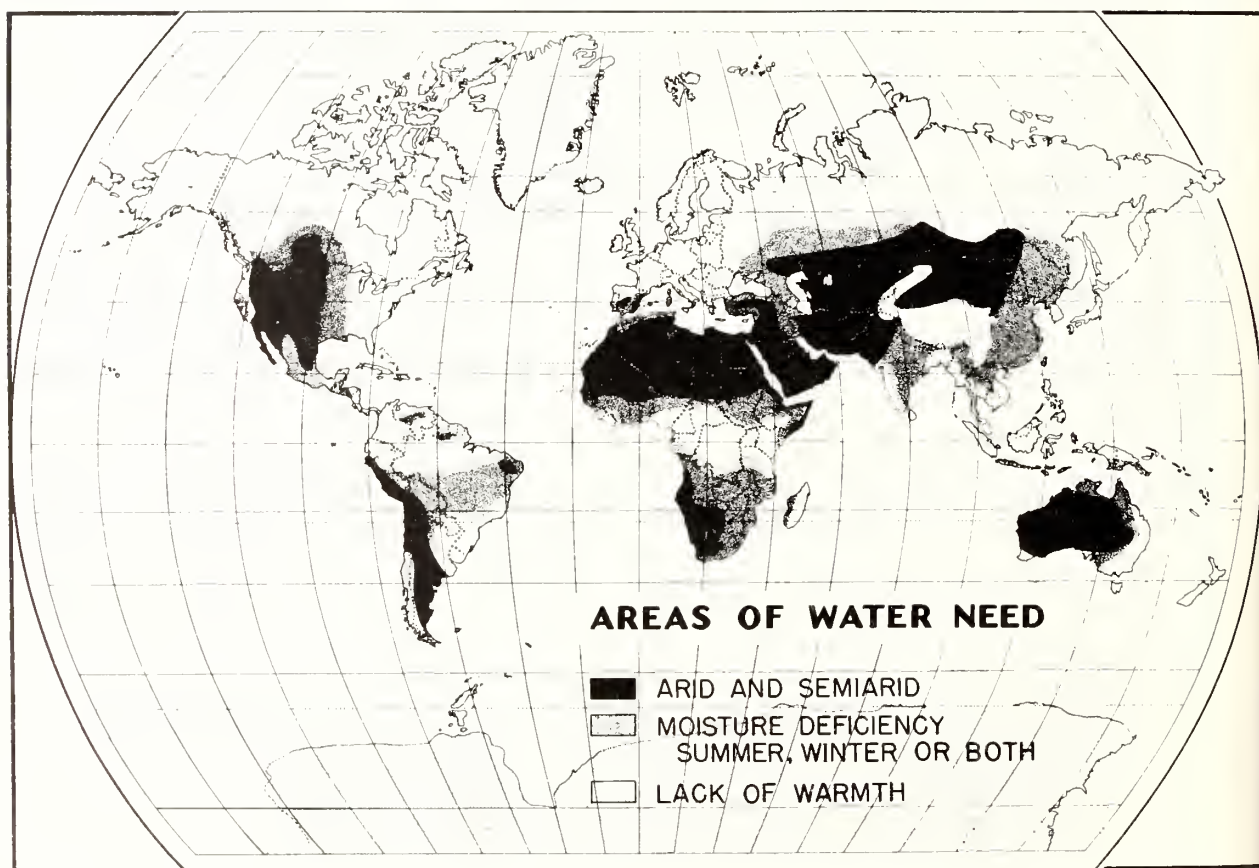 AREAS OF WATER NEED
ARID AND SEMIARID
MOISTURE DEFICIENCY
SUMMER, WINTER OR BOTH
LACK OF WARMTH